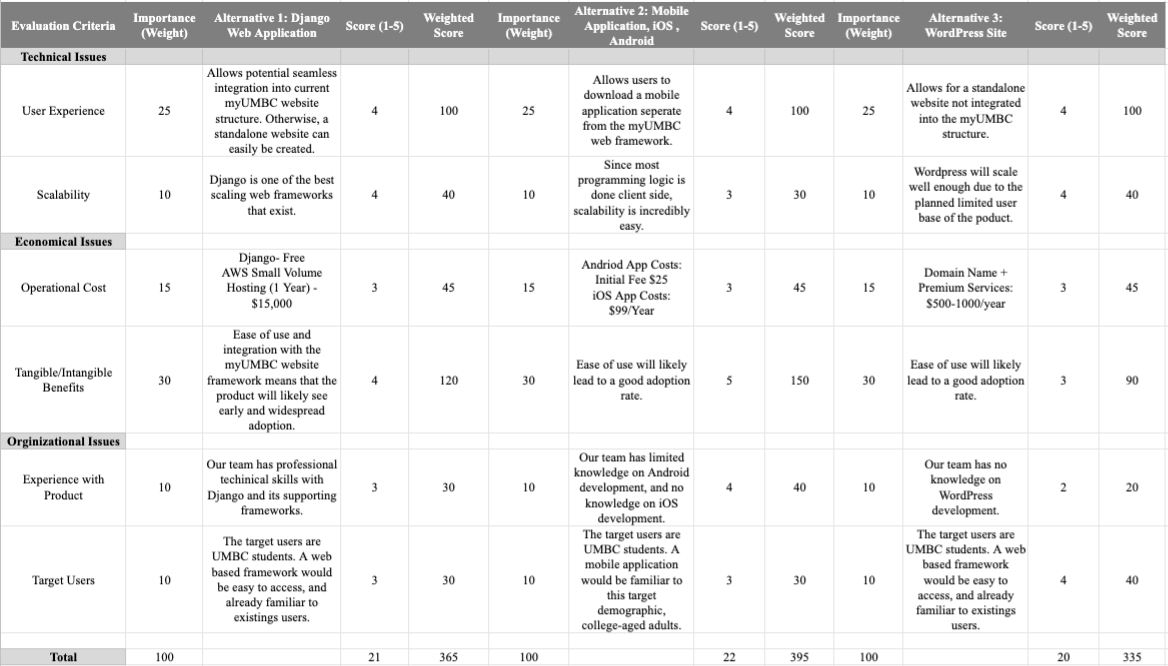 Evaluation Criteria
Importance
(Weight)
Alternative 1: Django
Web Application
Score (1-5)
Weighted
Score
Importance
(Weight)
Alternative 2: Mobile
Application, iOS ,
Android
Score (1-5)
Weighted
Score
Importance
(Weight)
Alternative 3:
WordPress Site
Score (1-5)
Weighted
Score
Technical Issues
User Experience
25
Allows potential seamless
integration into current
myUMBC website
structure. Otherwise, a
standalone website can
easily be created.
4
100
25
Allows users to
download a mobile
application seperate
from the myUMBC
web framework.
4
100
25
Allows for a standalone
website not integrated
into the myUMBC
structure.
4
100
Scalability
10
Django is one of the best
scaling web frameworks
that exist.
4
40
10
Since most
programming logic is
done client side,
scalability is incredibly
easy.
3
30
10
Wordpress will scale
well enough due to the
planned limited user
base of the poduct.
4
40
Economical Issues
Operational Cost
15
Django- Free
AWS Small Volume
Hosting (1 Year) -
$15,000
3
45
15
Andriod App Costs:
Initial Fee $25
iOS App Costs:
$99/Year
3
45
15
Domain Name +
Premium Services:
$500-1000/year
3
45
Tangible/Intangible
Benefits
30
Ease of use and
integration with the
myUMBC website
framework means that the
product will likely see
early and widespread
adoption.
4
120
30
Ease of use will likely
lead to a good adoption
rate.
5
150
30
Ease of use will likely
lead to a good adoption
rate.
3
90
Orginizational Issues
Experience with
Product
10
Our team has professional
techinical skills with
Django and its supporting
frameworks.
3
30
10
Our team has limited
knowledge on Android
development, and no
knowledge on iOS
development.
4
40
10
Our team has no
knowledge on
WordPress
development.
2
20
Target Users
10
The target users are
UMBC students. A web
based framework would
be easy to access, and
already familiar to
existings users.
3
30
10
The target users are
UMBC students. A
mobile application
would be familiar to
this target
demographic,
college-aged adults.
3
30
10
The target users are
UMBC students. A web
based framework
would be easy to
access, and already
familiar to existings
users.
4
40
Total
100
21
365
100
22
395
100
20
335